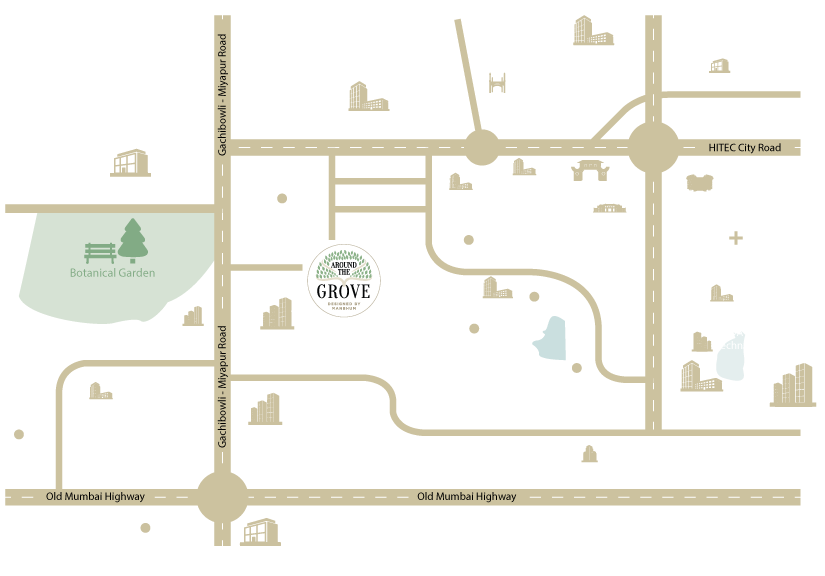 Gachibowli - Miyapur Road
HITEC City Road
Botanical Garden
AROUND
THE
GROVE
DESIGNED BY
MANBHUM
Gachibowli - Miyapur Road
Old Mumbai Highway
Old Mumbai Highway